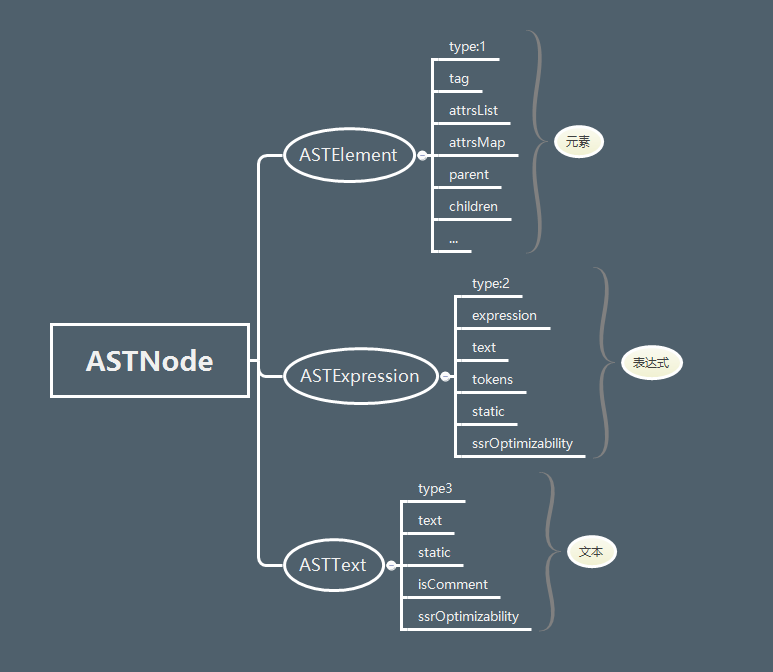 ASTNode
ASTElement
type:1
tag
attrsList
attrsMap
parent
children
...
元素
ASTExpression
type:2
expression
text
tokens
static
ssrOptimizability
表达式
ASTText
type3
text
static
isComment
ssrOptimizability
文本